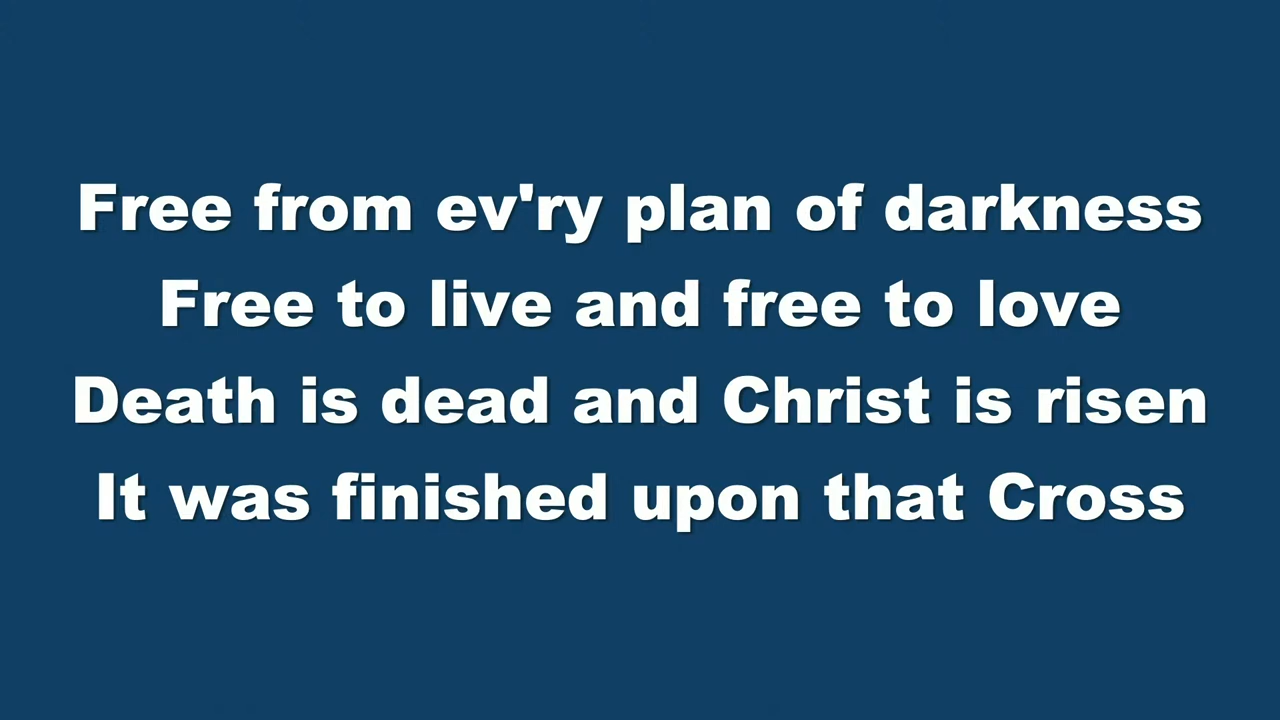 Free from ev'ry plan of darkness
Free to live and free to love
Death is dead and Christ is risen
It was finished upon that Cross